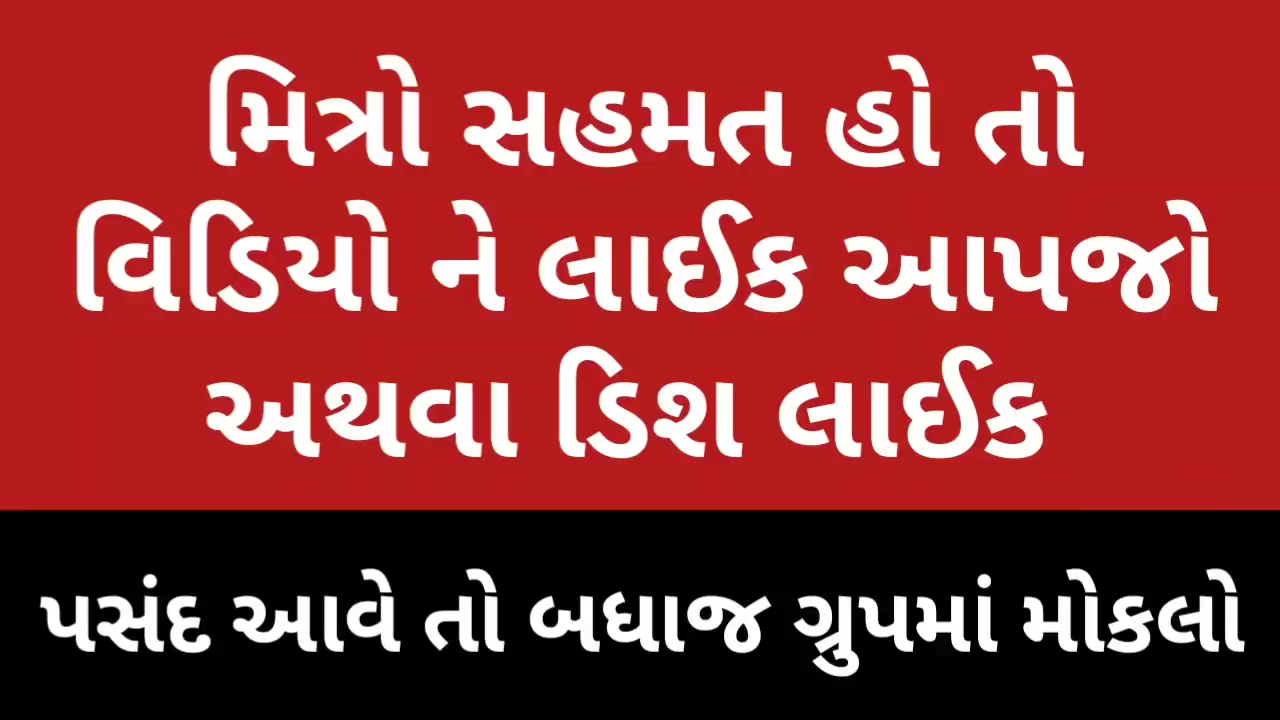 મિત્રો સહમત હો તો
વિડિયો ને લાઈક આપજો
અથવા ડિશ લાઈક
પસંદ આવે તો બધાજ ગ્રુપમાં મોકલો